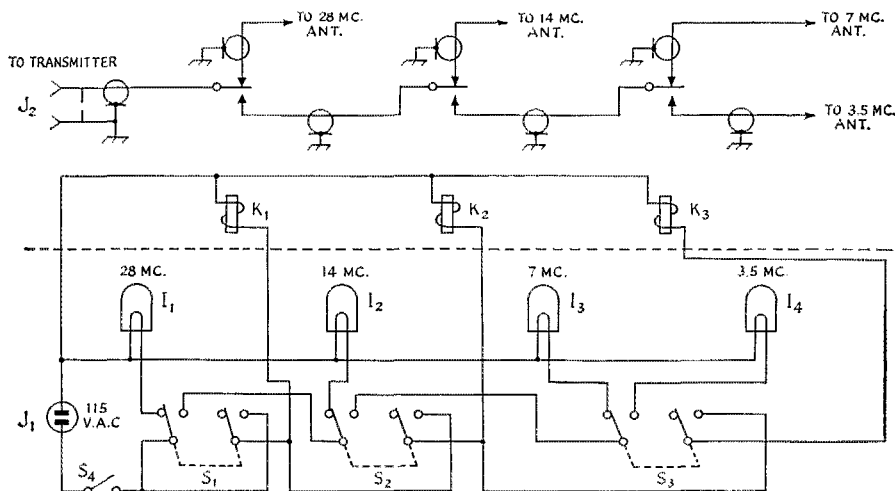 TO 28 MC.
ANT.
TO 14 MC.
ANT.
TO 7 MC.
ANT.
TO TRANSMITTER
J2
TO 3.5 MC.
ANT.
K1
K2
K3
28 MC.
14 MC.
7 MC.
3.5 MC.
I1
I2
I3
I4
J1
115
V.A.C
S4
S1
S2
S3